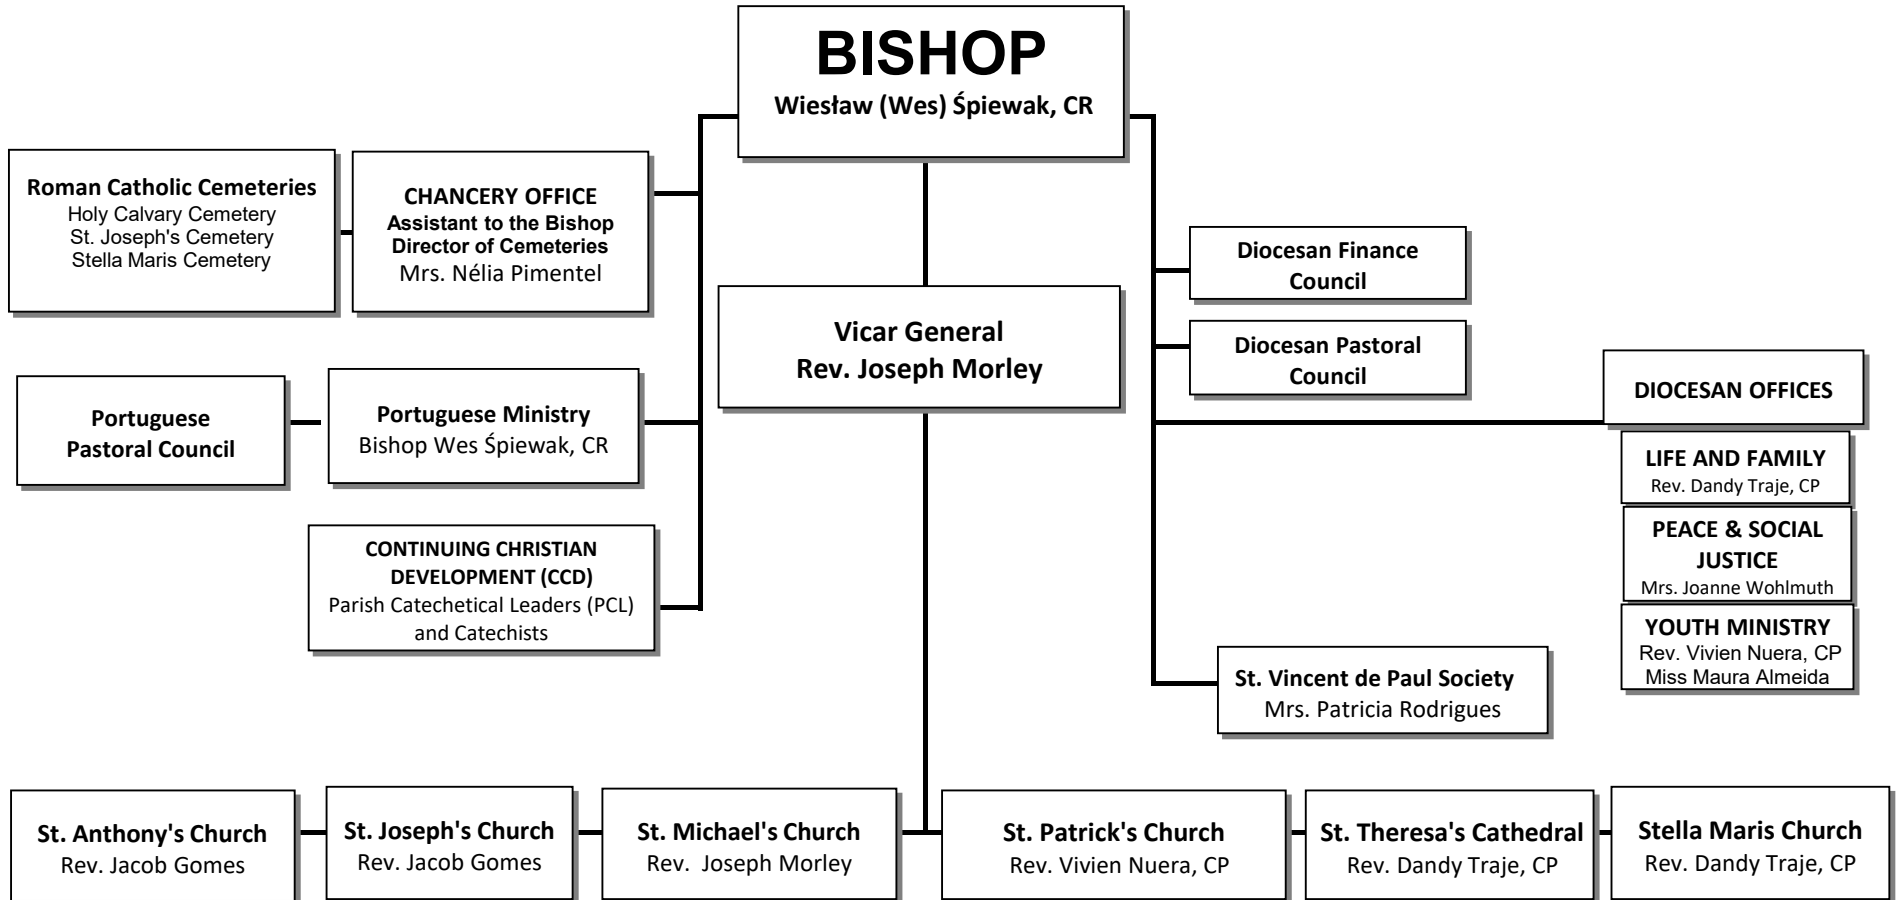 BISHOP
Wiesław (Wes) Śpiewak, CR
Roman Catholic Cemeteries
Holy Calvary Cemetery
St. Joseph's Cemetery
Stella Maris Cemetery
CHANCERY OFFICE
Assistant to the Bishop
Director of Cemeteries
Mrs. Nélia Pimentel
Vicar General
Rev. Joseph Morley
Diocesan Finance
Council
Diocesan Pastoral
Council
Portuguese
Pastoral Council
Portuguese Ministry
Bishop Wes Śpiewak, CR
DIOCESAN OFFICES
LIFE AND FAMILY
Rev. Dandy Traje, CP
PEACE & SOCIAL
JUSTICE
Mrs. Joanne Wohlmuth
YOUTH MINISTRY
Rev. Vivien Nuera, CP
Miss Maura Almeida
CONTINUING CHRISTIAN
DEVELOPMENT (CCD)
Parish Catechetical Leaders (PCL)
and Catechists
St. Vincent de Paul Society
Mrs. Patricia Rodrigues
St. Anthony's Church
Rev. Jacob Gomes
St. Joseph's Church
Rev. Jacob Gomes
St. Michael's Church
Rev. Joseph Morley
St. Patrick's Church
Rev. Vivien Nuera, CP
St. Theresa's Cathedral
Rev. Dandy Traje, CP
Stella Maris Church
Rev. Dandy Traje, CP